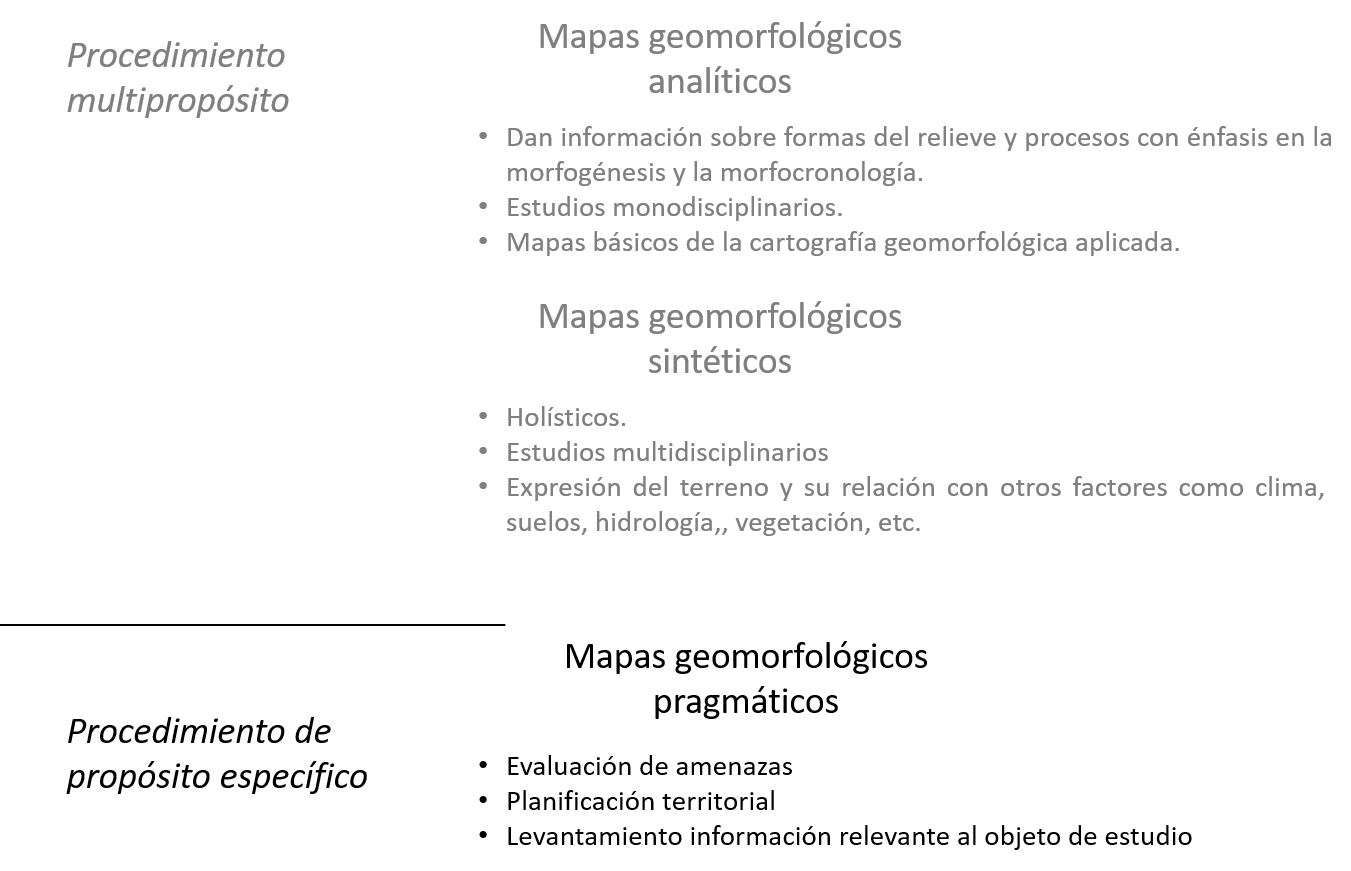 Procedimiento
multipropósito
Mapas geomorfológicos
analíticos
• Dan información sobre formas del relieve y procesos con énfasis en la
morfogénesis y la morfocronología.
• Estudios monodisciplinarios.
• Mapas básicos de la cartografía geomorfológica aplicada.
Mapas geomorfológicos
sintéticos
• Holísticos.
• Estudios multidisciplinarios
• Expresión del terreno y su relación con otros factores como clima,
suelos, hidrología,, vegetación, etc.
Procedimiento de
propósito específico
Mapas geomorfológicos
pragmáticos
• Evaluación de amenazas
• Planificación territorial
• Levantamiento información relevante al objeto de estudio